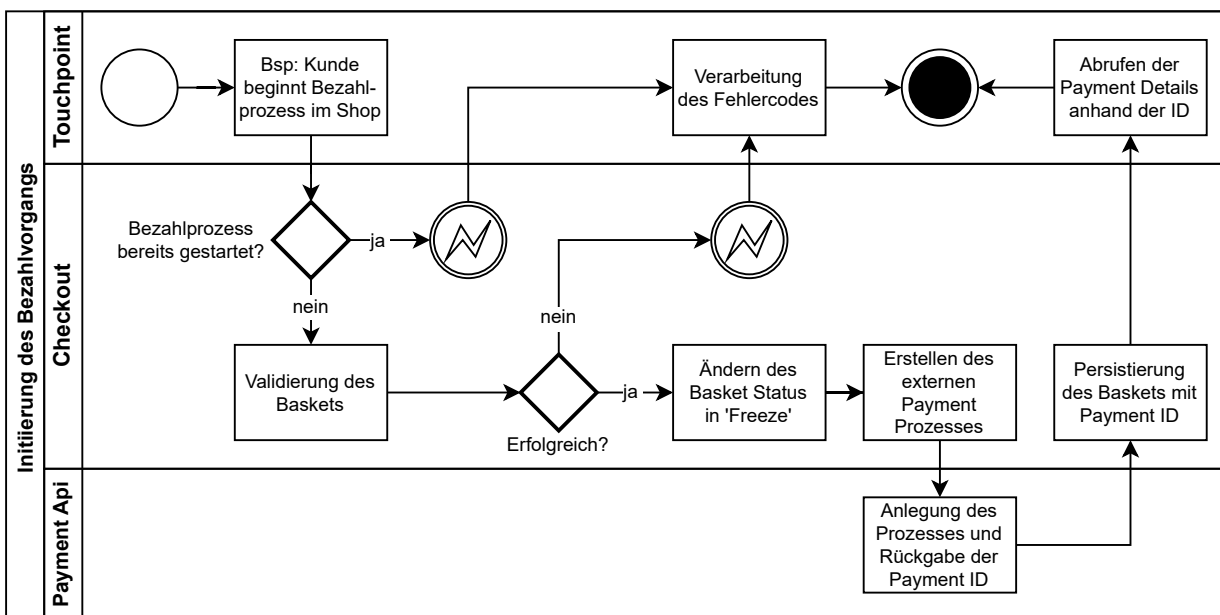 Initiierung des Bezahlvorgangs
Touchpoint
Bsp: Kunde
beginnt Bezahl-
prozess im Shop
Verarbeitung
des Fehlercodes
Abrufen der
Payment Details
anhand der ID
Checkout
Bezahlprozess
bereits gestartet?
ja
nein
Validierung des
Baskets
nein
Erfolgreich?
ja
Ändern des
Basket Status
in 'Freeze'
Erstellen des
externen
Payment
Prozesses
Persistierung
des Baskets mit
Payment ID
Payment Api
Anlegung des
Prozesses und
Rückgabe der
Payment ID